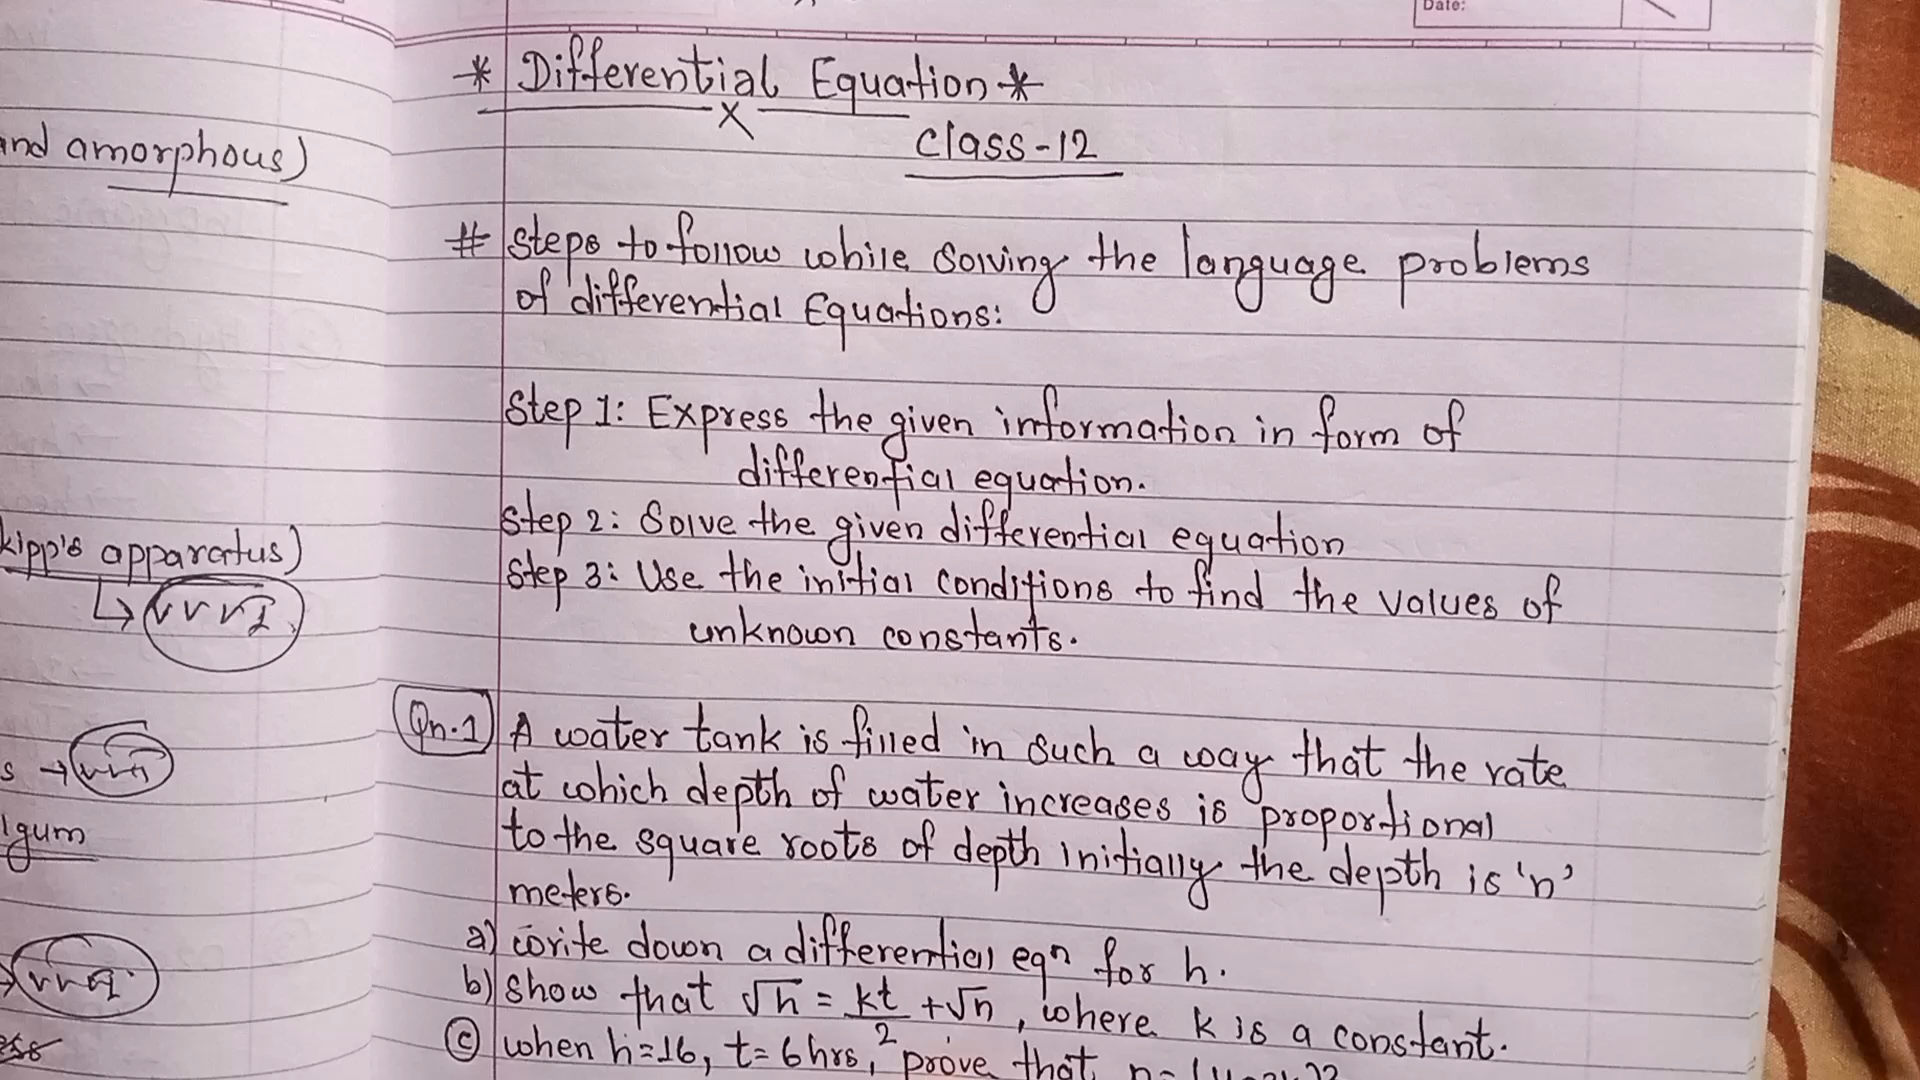 Date:
* Differential Equation *
x
class-12
# steps to follow while solving the language problems
of differential Equations:
Step 1: Express the given information in form of
differential equation.
Step 2: Solve the given differential equation
Step 3: Use the initial conditions to find the values of
unknown constants.
Qn.1 A water tank is filled in such a way that the rate
at which depth of water increases is proportional
to the square roots of depth initially the depth is 'n'
meters.
a) write down a differential eqn for h.
b) show that √h = kt/2 + √n, where k is a constant.
c) when h=16, t= 6hrs, prove that
and amorphous)
kipp's apparatus)